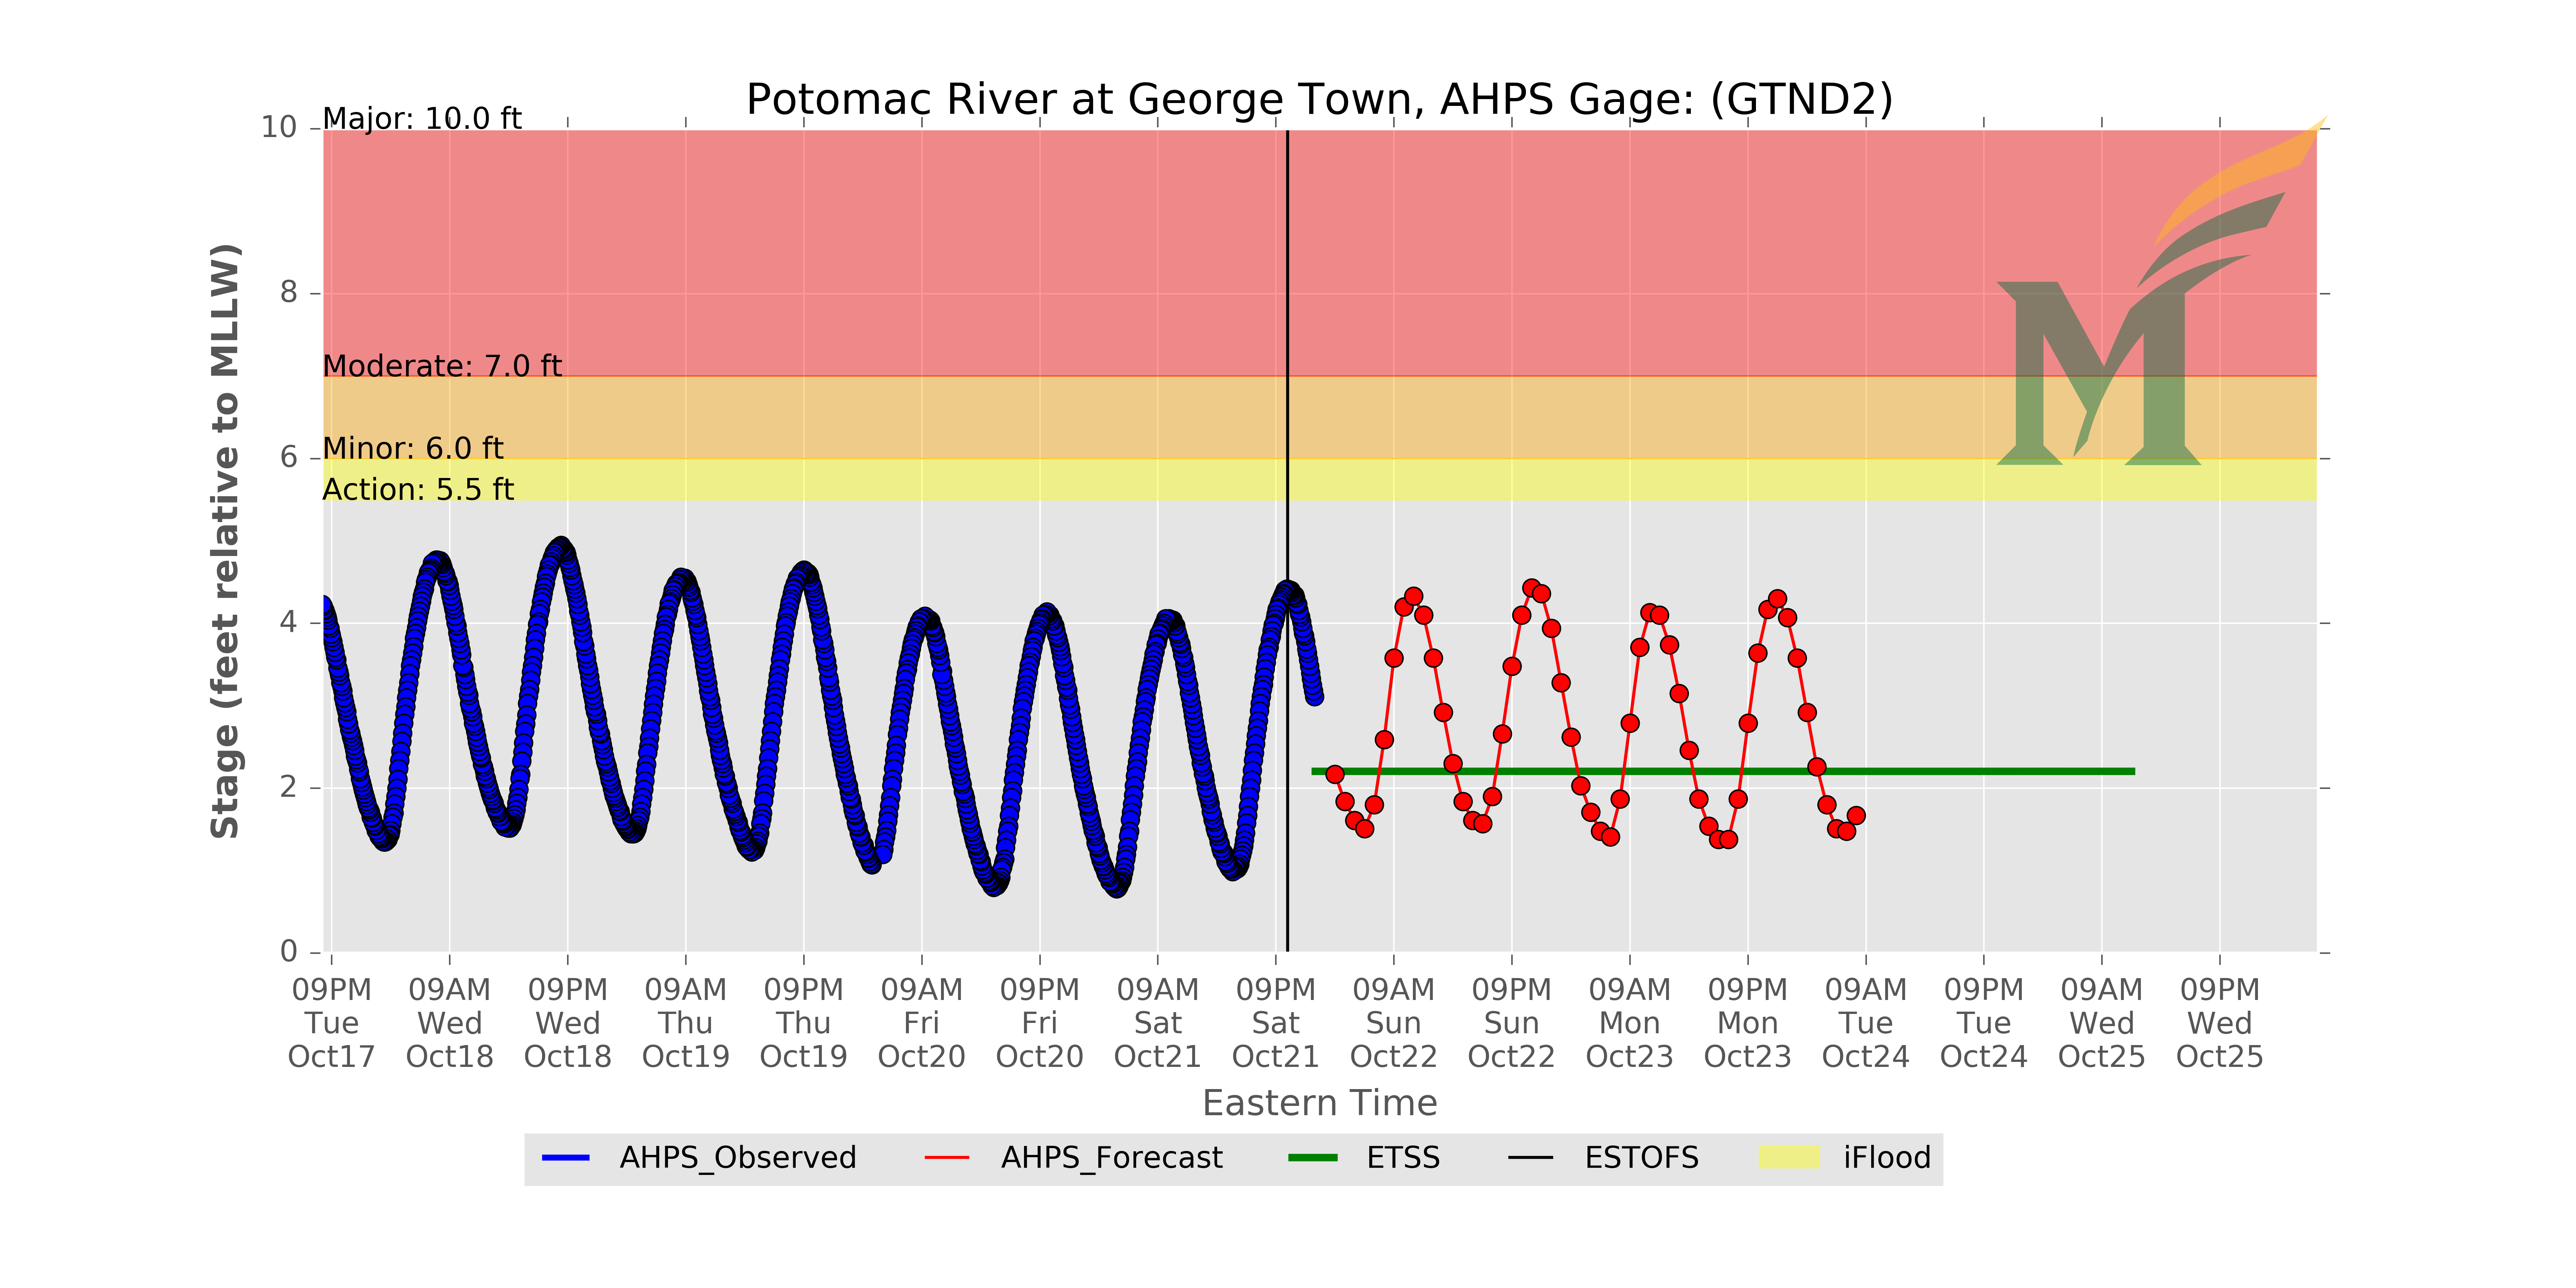 Potomac River at George Town, AHPS Gage: (GTND2)
Major: 10.0 ft
Moderate: 7.0 ft
Minor: 6.0 ft
Action: 5.5 ft
Stage (feet relative to MLLW)
10
8
6
4
2
0
09PM 09AM 09PM 09AM 09PM 09AM 09PM 09AM 09PM 09AM 09PM 09AM 09PM 09AM 09PM 09AM 09PM
Tue Wed Wed Thu Thu Fri Fri Sat Sat Sun Sun Mon Mon Tue Tue Wed Wed
Oct17 Oct18 Oct18 Oct19 Oct19 Oct20 Oct20 Oct21 Oct21 Oct22 Oct22 Oct23 Oct23 Oct24 Oct24 Oct25 Oct25
Eastern Time
AHPS_Observed AHPS_Forecast ETSS ESTOFS iFlood
M